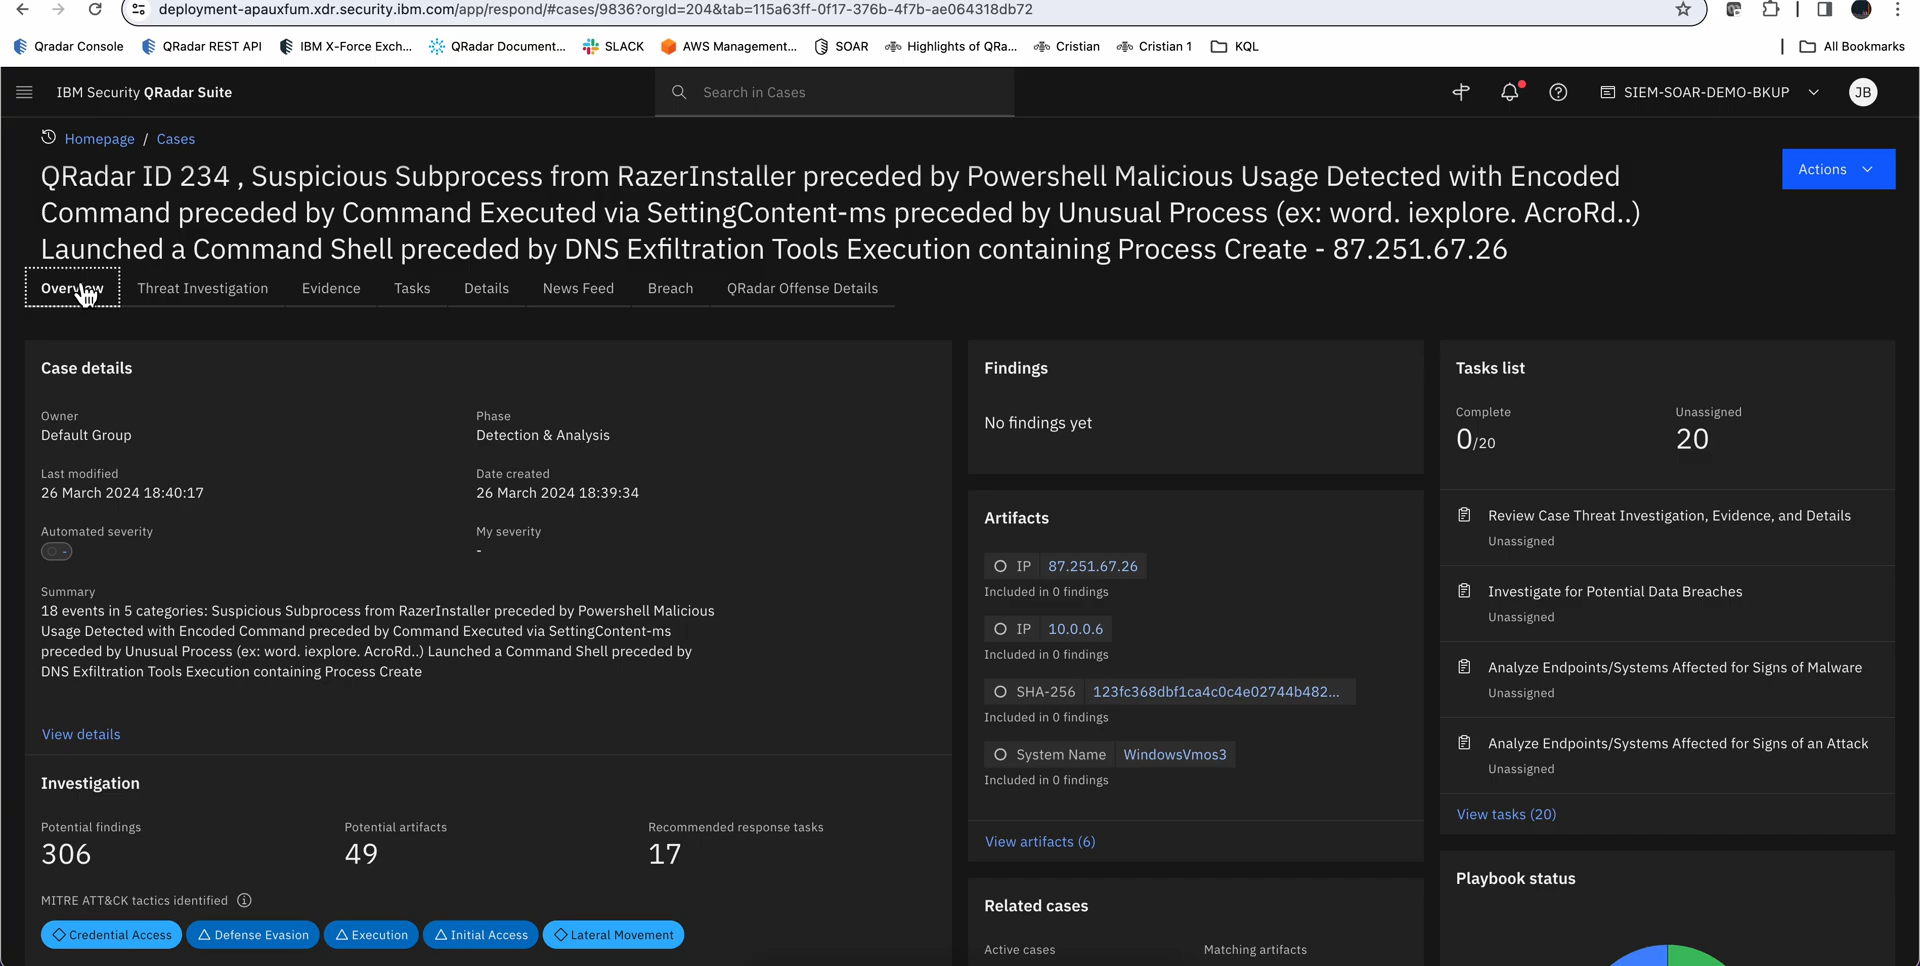 deployment-apauxfum.xdr.security.ibm.com/app/respond/#cases/9836?orgId=204&tab=115a63ff-0f17-376b-4f7b-ae064318db72
Qradar Console QRadar REST API IBM X-Force Exch... QRadar Document... SLACK AWS Management... SOAR Highlights of QRa... Cristian Cristian 1 KQL All Bookmarks
IBM Security QRadar Suite Search in Cases SIEM-SOAR-DEMO-BKUP JB
Homepage / Cases
QRadar ID 234 , Suspicious Subprocess from RazerInstaller preceded by Powershell Malicious Usage Detected with Encoded
Command preceded by Command Executed via SettingContent-ms preceded by Unusual Process (ex: word. iexplore. AcroRd..)
Launched a Command Shell preceded by DNS Exfiltration Tools Execution containing Process Create - 87.251.67.26
Actions
Overview Threat Investigation Evidence Tasks Details News Feed Breach QRadar Offense Details
Case details
Owner
Default Group
Phase
Detection & Analysis
Last modified
26 March 2024 18:40:17
Date created
26 March 2024 18:39:34
Automated severity
-
My severity
-
Summary
18 events in 5 categories: Suspicious Subprocess from RazerInstaller preceded by Powershell Malicious
Usage Detected with Encoded Command preceded by Command Executed via SettingContent-ms
preceded by Unusual Process (ex: word. iexplore. AcroRd..) Launched a Command Shell preceded by
DNS Exfiltration Tools Execution containing Process Create
View details
Investigation
Potential findings
306
Potential artifacts
49
Recommended response tasks
17
MITRE ATT&CK tactics identified
Credential Access Defense Evasion Execution Initial Access Lateral Movement
Findings
No findings yet
Artifacts
IP 87.251.67.26
Included in 0 findings
IP 10.0.0.6
Included in 0 findings
SHA-256 123fc368dbf1ca4c0c4e02744b482...
Included in 0 findings
System Name WindowsVmos3
Included in 0 findings
View artifacts (6)
Related cases
Active cases Matching artifacts
Tasks list
Complete
0/20
Unassigned
20
Review Case Threat Investigation, Evidence, and Details
Unassigned
Investigate for Potential Data Breaches
Unassigned
Analyze Endpoints/Systems Affected for Signs of Malware
Unassigned
Analyze Endpoints/Systems Affected for Signs of an Attack
Unassigned
View tasks (20)
Playbook status